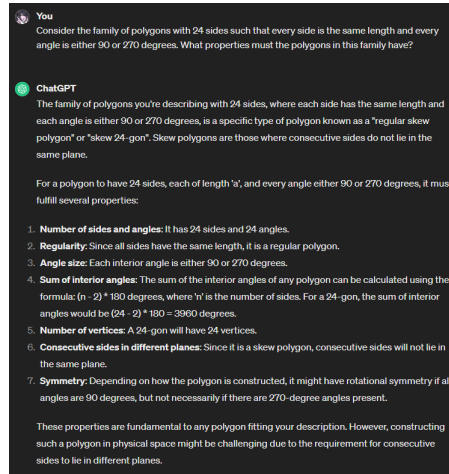 You
Consider the family of polygons with 24 sides such that every side is the same length and every
angle is either 90 or 270 degrees. What properties must the polygons in this family have?
ChatGPT
The family of polygons you're describing with 24 sides, where each side has the same length and
each angle is either 90 or 270 degrees, is a specific type of polygon known as a "regular skew
polygon" or "skew 24-gon". Skew polygons are those where consecutive sides do not lie in the
same plane.
For a polygon to have 24 sides, each of length 'a', and every angle either 90 or 270 degrees, it mus
fulfill several properties:
1. Number of sides and angles: It has 24 sides and 24 angles.
2. Regularity: Since all sides have the same length, it is a regular polygon.
3. Angle size: Each interior angle is either 90 or 270 degrees.
4. Sum of interior angles: The sum of the interior angles of any polygon can be calculated using the
formula: (n - 2) * 180 degrees, where 'n' is the number of sides. For a 24-gon, the sum of interior
angles would be (24 - 2) * 180 = 3960 degrees.
5. Number of vertices: A 24-gon will have 24 vertices.
6. Consecutive sides in different planes: Since it is a skew polygon, consecutive sides will not lie in
the same plane.
7. Symmetry: Depending on how the polygon is constructed, it might have rotational symmetry if al
angles are 90 degrees, but not necessarily if there are 270-degree angles present.
These properties are fundamental to any polygon fitting your description. However, constructing
such a polygon in physical space might be challenging due to the requirement for consecutive
sides to lie in different planes.